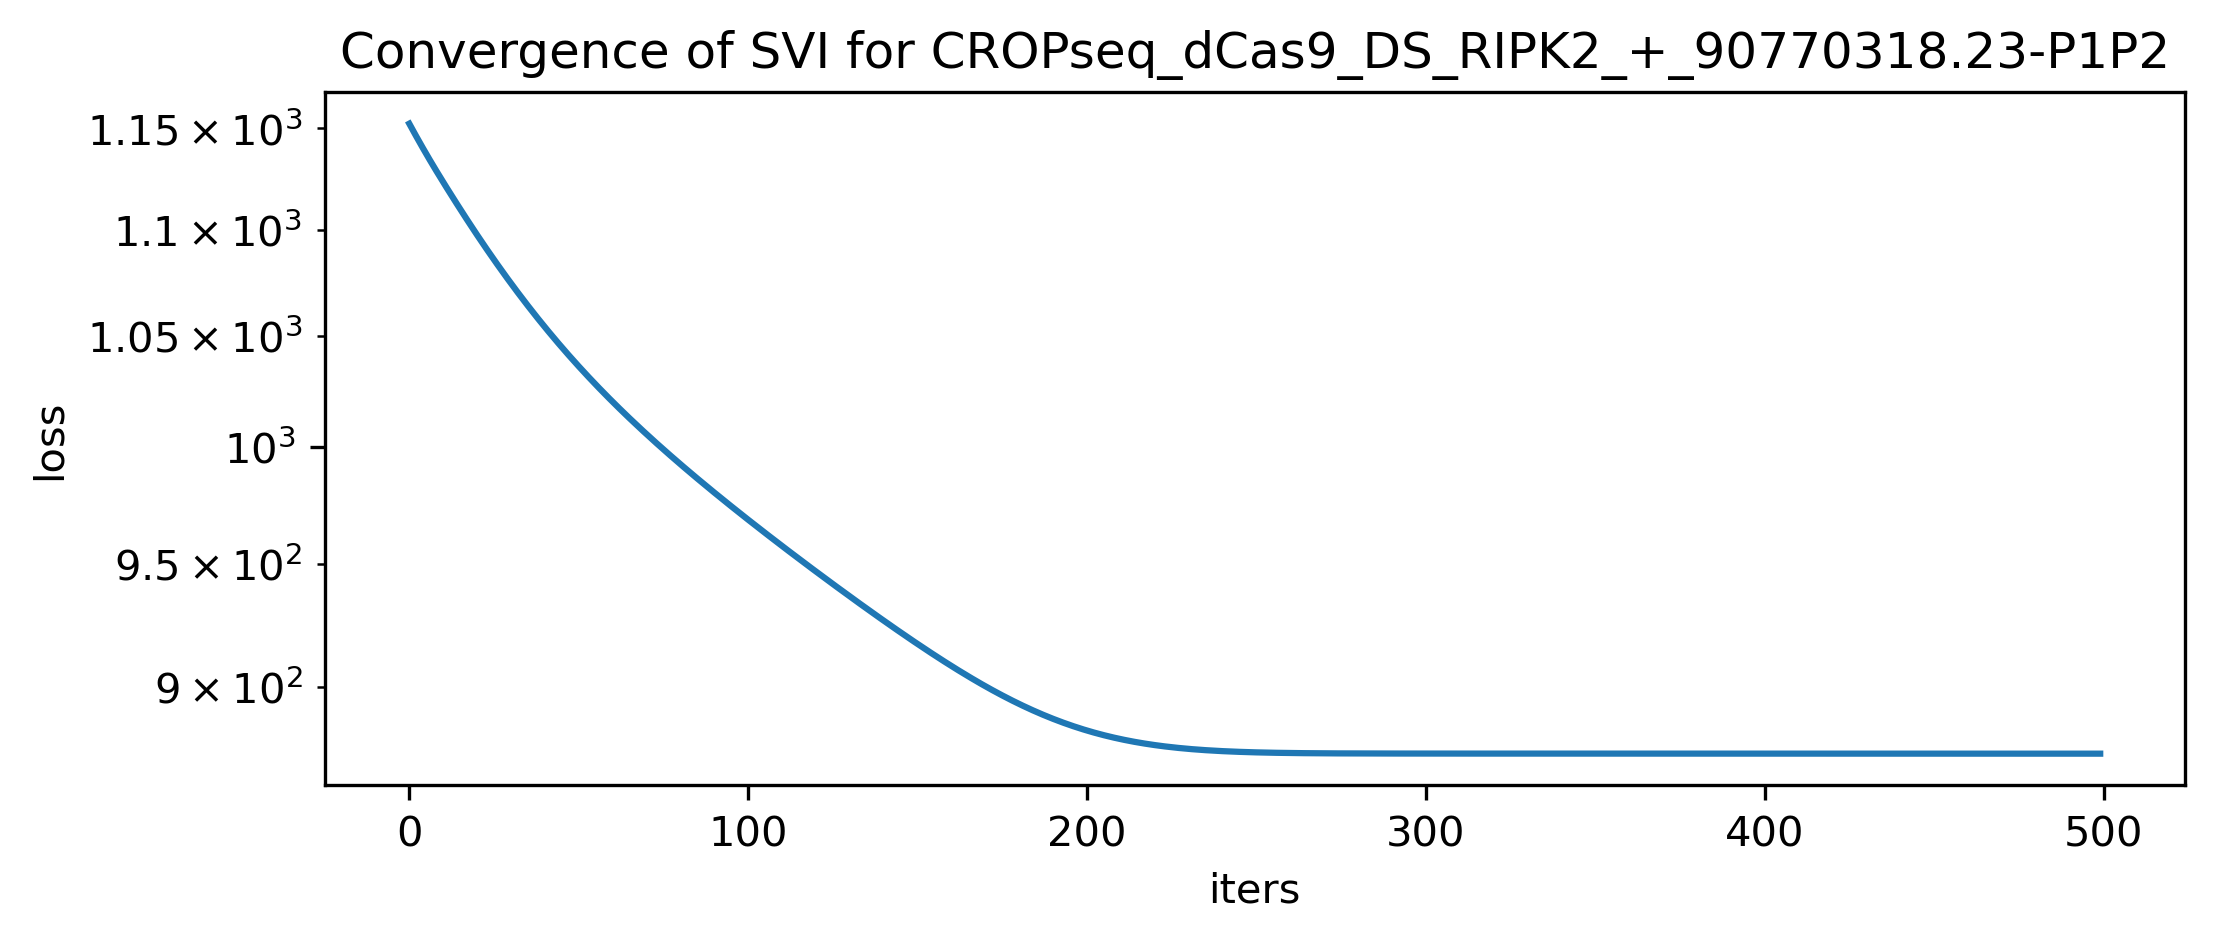 Convergence of SVI for CROPseq_dCas9_DS_RIPK2_+_90770318.23-P1P2
1.15 × 10³
1.1 × 10³
1.05 × 10³
10³
9.5 × 10²
9 × 10²
loss
0 100 200 300 400 500
iters